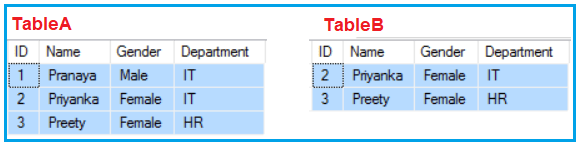 TableA
ID Name Gender Department
1 Pranaya Male IT
2 Priyanka Female IT
3 Preety Female HR
TableB
ID Name Gender Department
2 Priyanka Female IT
3 Preety Female HR